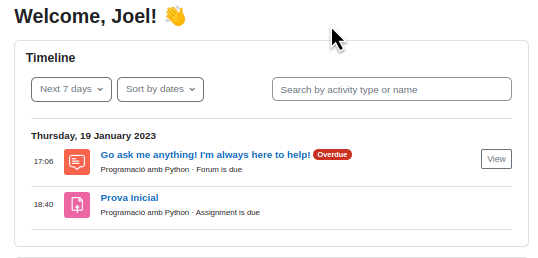 Welcome, Joel! 👋
Timeline
Next 7 days Sort by dates Search by activity type or name
Thursday, 19 January 2023
17:06 Go ask me anything! I'm always here to help! Overdue View
Programació amb Python · Forum is due
18:40 Prova Inicial
Programació amb Python · Assignment is due